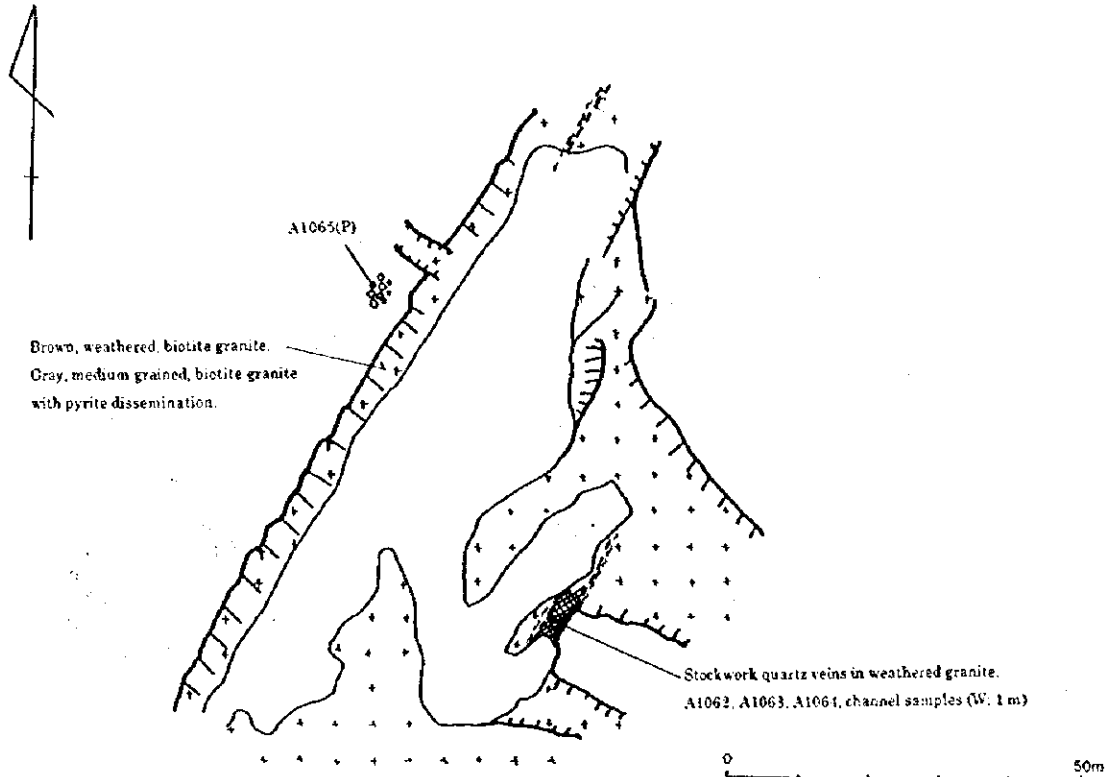 A1065(P)
Brown, weathered, biotite granite.
Gray, medium grained, biotite granite
with pyrite dissemination.
Stockwork quartz veins in weathered granite.
A1062, A1063, A1064, channel samples (W: 1 m)
0 50m